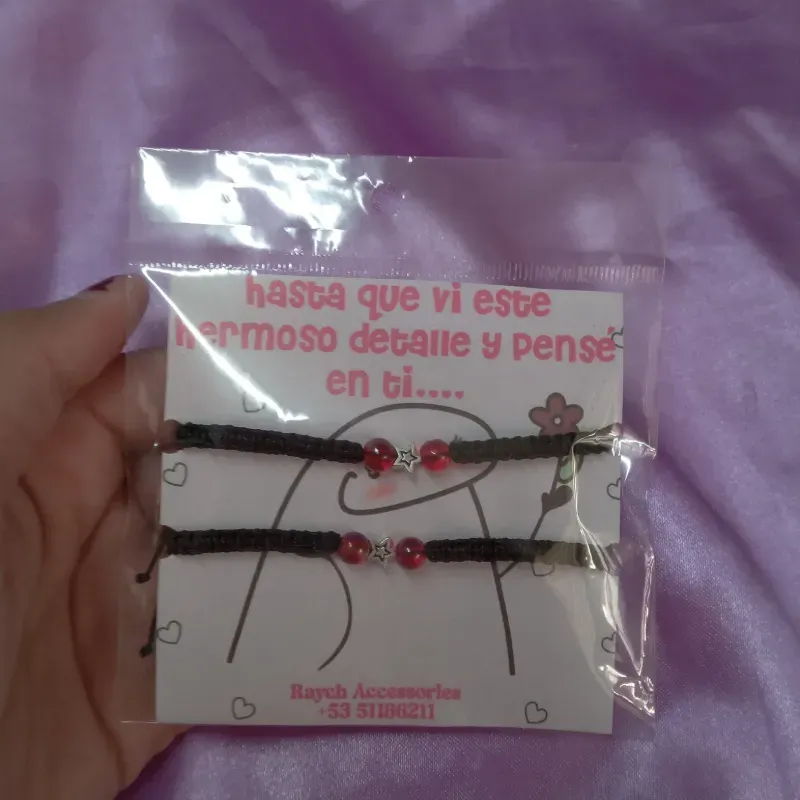 hasta que vi este
hermoso detalle y pensé
en ti....
Raych Accessories
+53 51186211